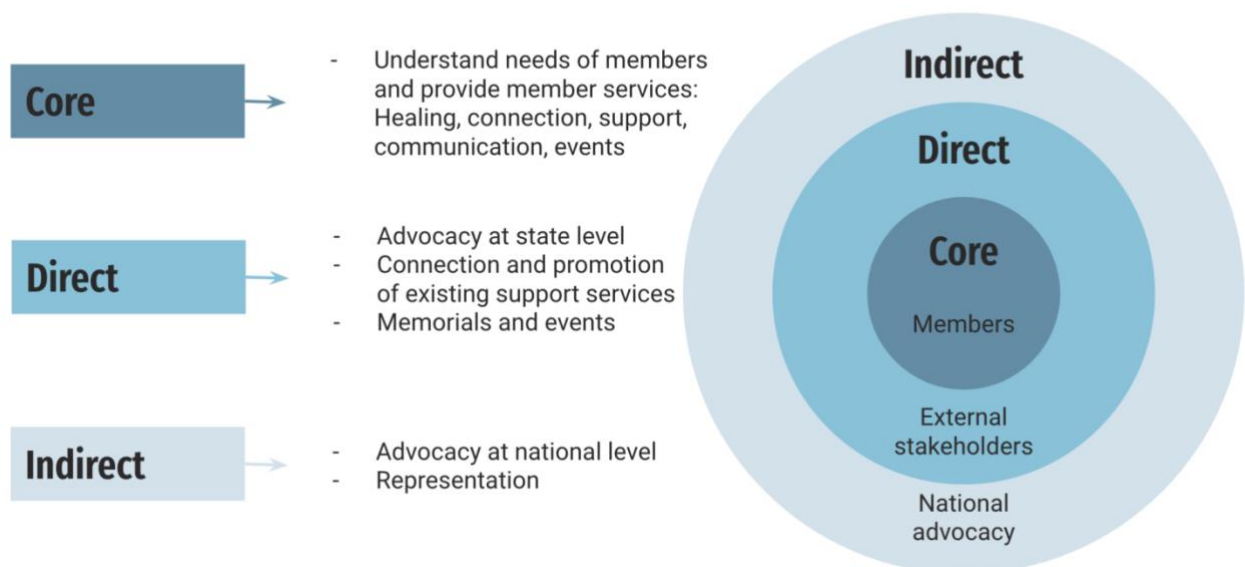 Core
- Understand needs of members
and provide member services:
Healing, connection, support,
communication, events
Direct
- Advocacy at state level
- Connection and promotion
of existing support services
- Memorials and events
Indirect
- Advocacy at national level
- Representation
Indirect
Direct
Core
Members
External
stakeholders
National
advocacy